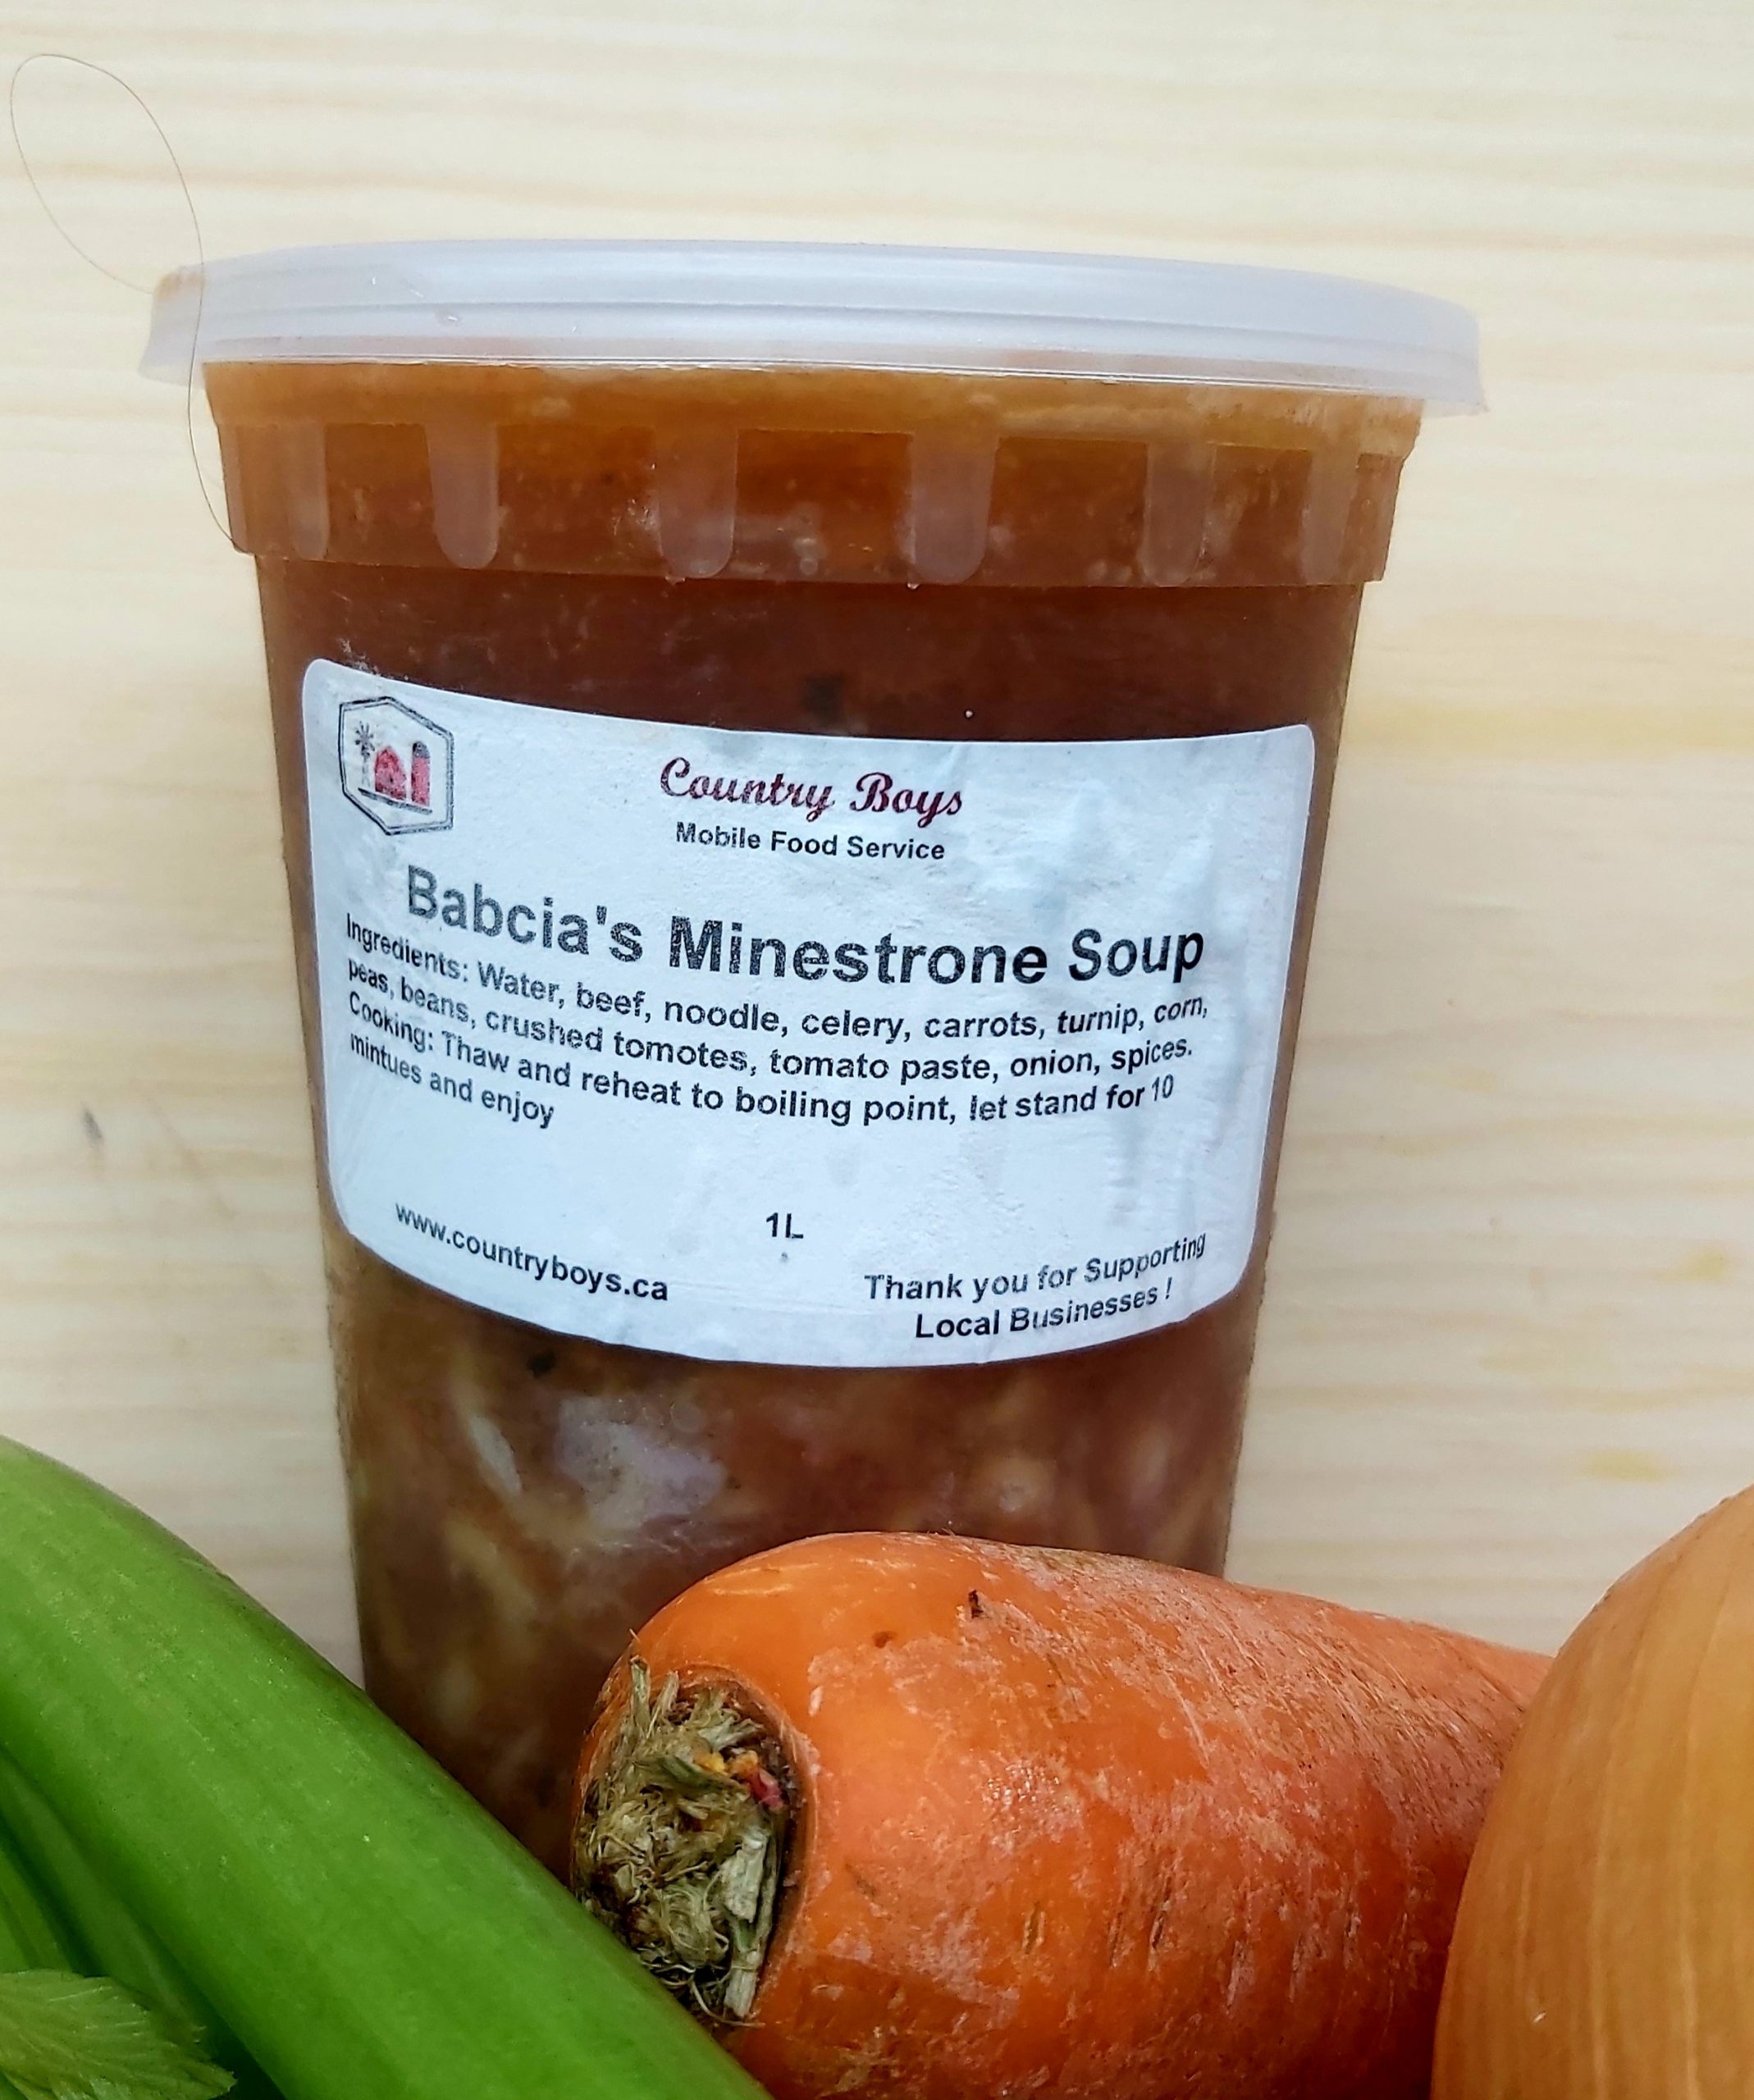 Country Boys
Mobile Food Service
Babcia's Minestrone Soup
Ingredients: Water, beef, noodle, celery, carrots, turnip, corn,
peas, beans, crushed tomotes, tomato paste, onion, spices.
Cooking: Thaw and reheat to boiling point, let stand for 10
mintues and enjoy
1L
www.countryboys.ca
Thank you for Supporting
Local Businesses !